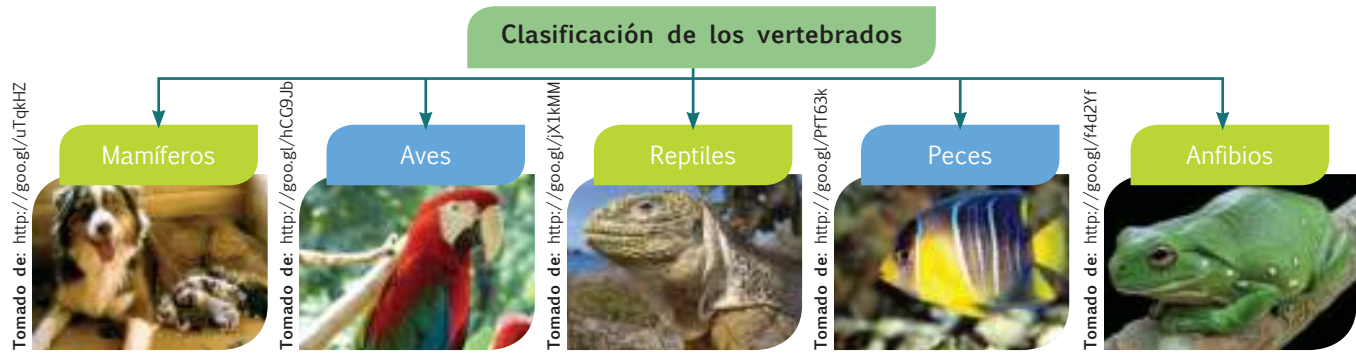 Clasificación de los vertebrados
Mamíferos
Tomado de: http://goo.gl/uTqkHZ
Aves
Tomado de: http://goo.gl/hCG9Jb
Reptiles
Tomado de: http://goo.gl/jX1kMM
Peces
Tomado de: http://goo.gl/PfT63k
Anfibios
Tomado de: http://goo.gl/f4d2Yf